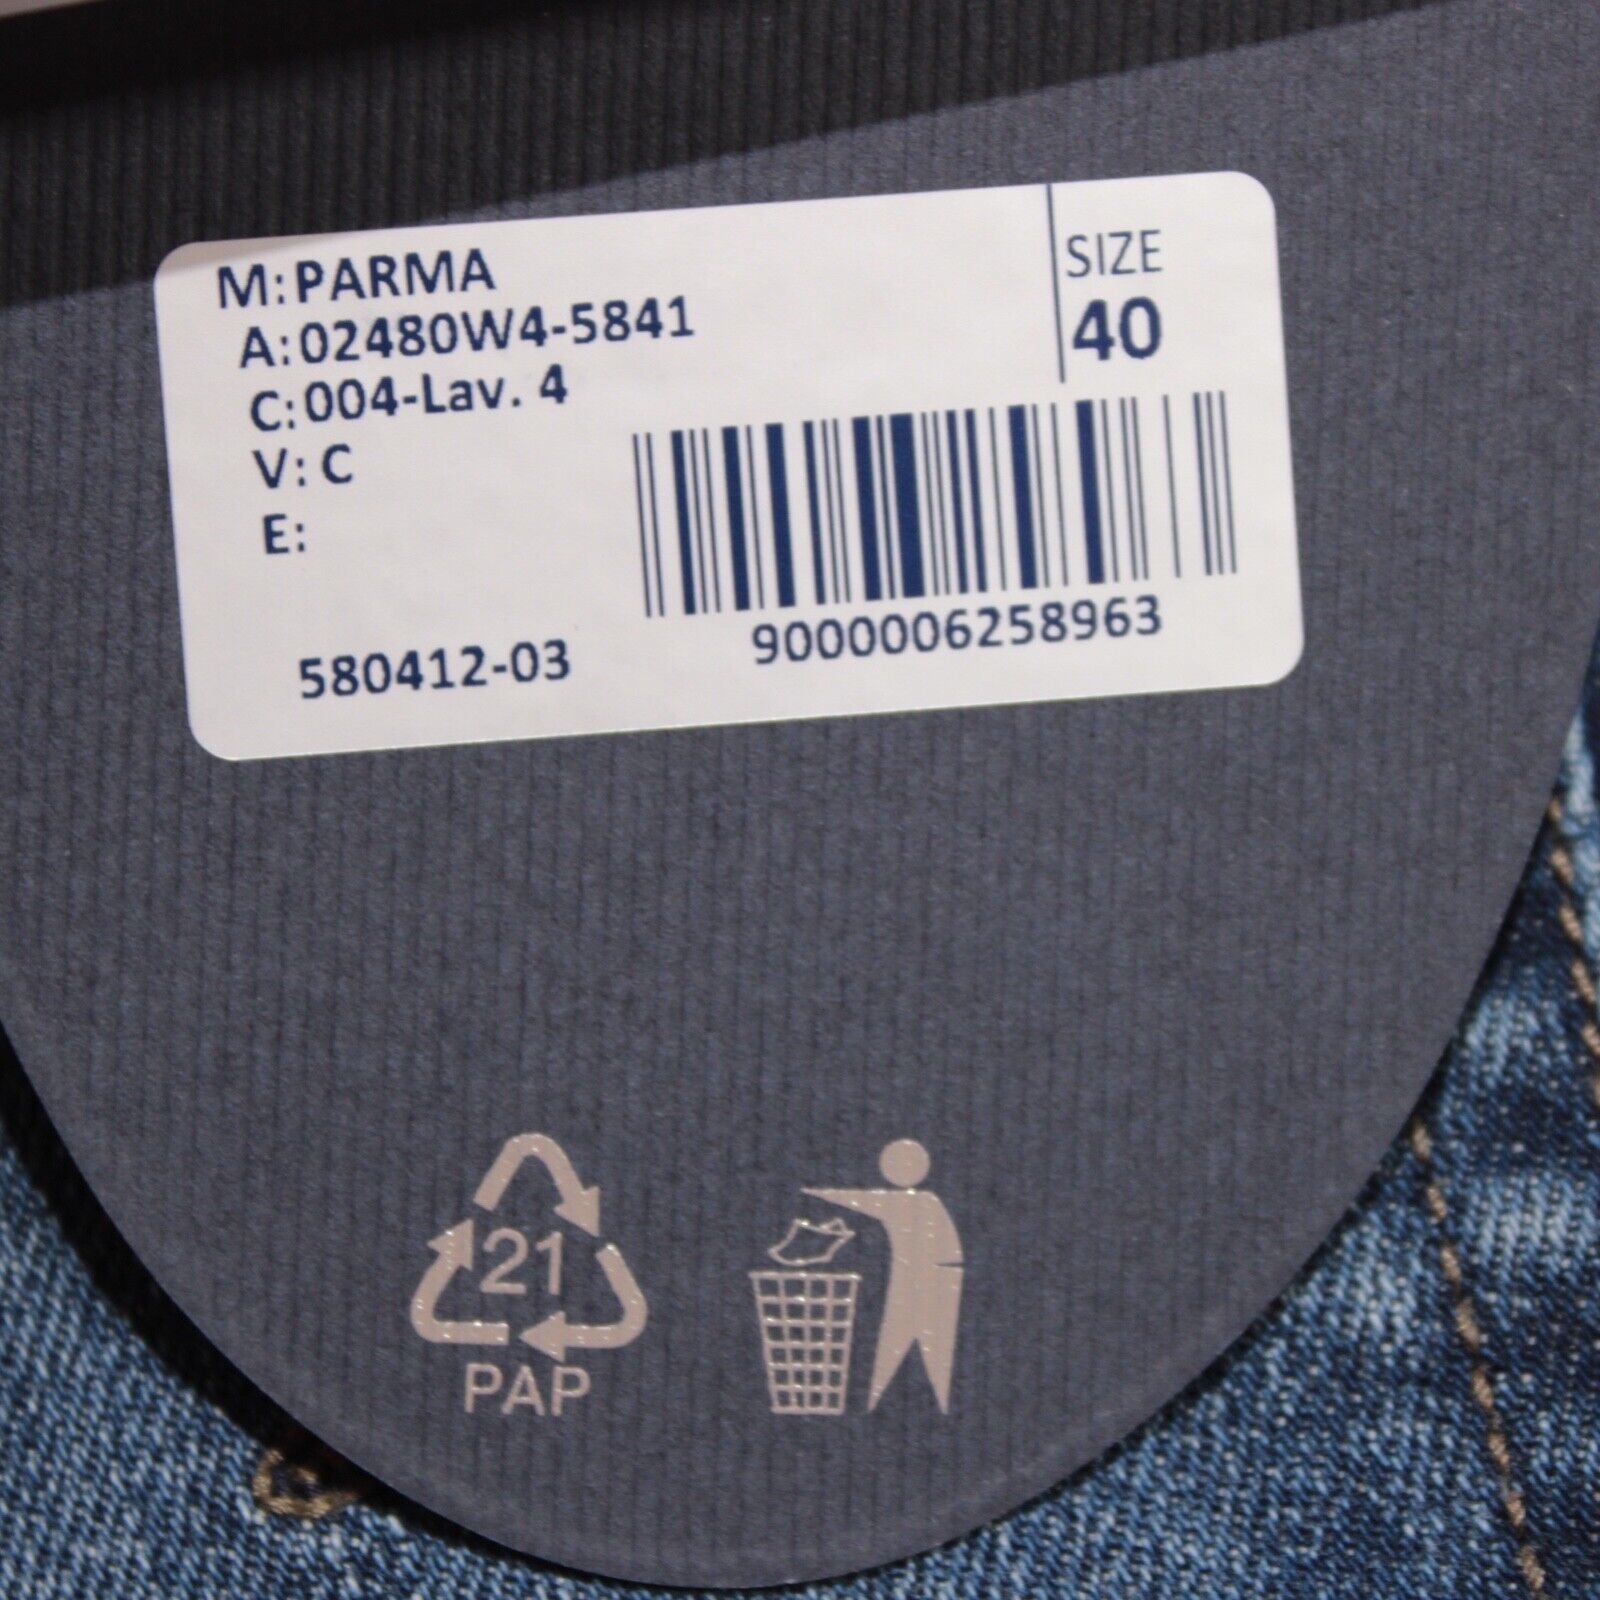 M:PARMA
A:02480W4-5841
C:004-Lav. 4
V: C
E:
SIZE
40
580412-03
9000006258963
21
PAP